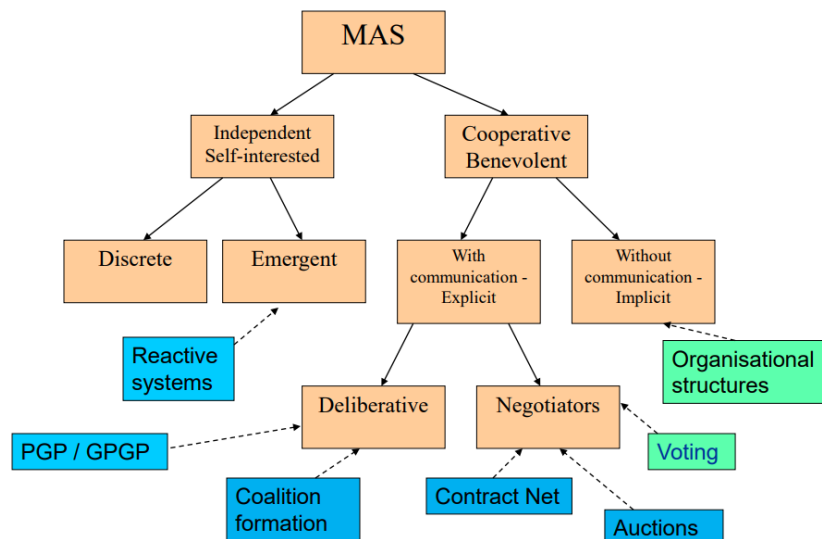 MAS
Independent
Self-interested
Cooperative
Benevolent
Discrete
Emergent
With
communication -
Explicit
Without
communication -
Implicit
Reactive
systems
Organisational
structures
Deliberative
Negotiators
PGP / GPGP
Voting
Coalition
formation
Contract Net
Auctions